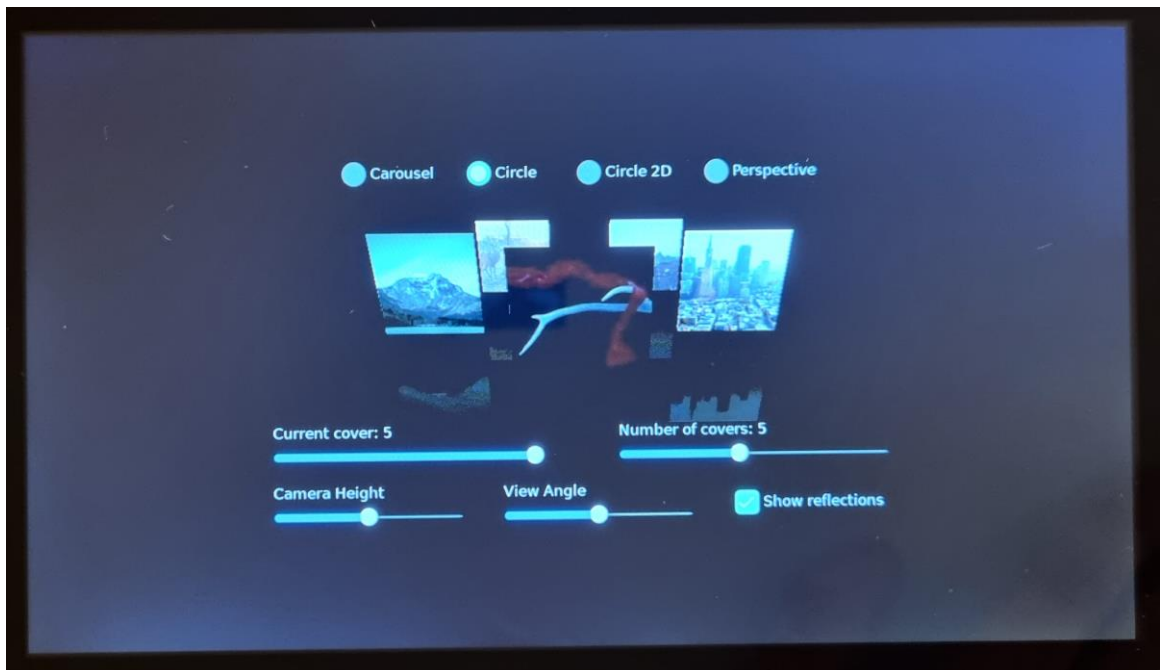 Carousel Circle Circle 2D Perspective
Current cover: 5 Number of covers: 5
Camera Height View Angle Show reflections